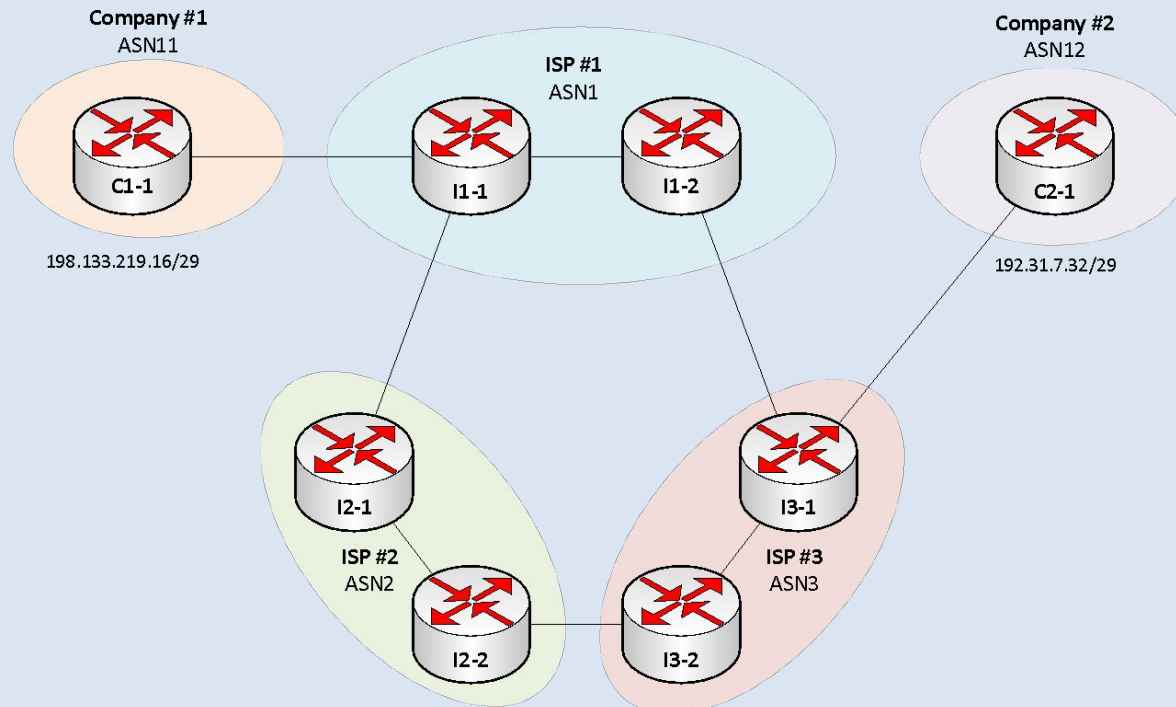 Company #1
ASN11
C1-1
198.133.219.16/29
ISP #1
ASN1
I1-1
I1-2
Company #2
ASN12
C2-1
192.31.7.32/29
I2-1
ISP #2
ASN2
I2-2
I3-1
ISP #3
ASN3
I3-2